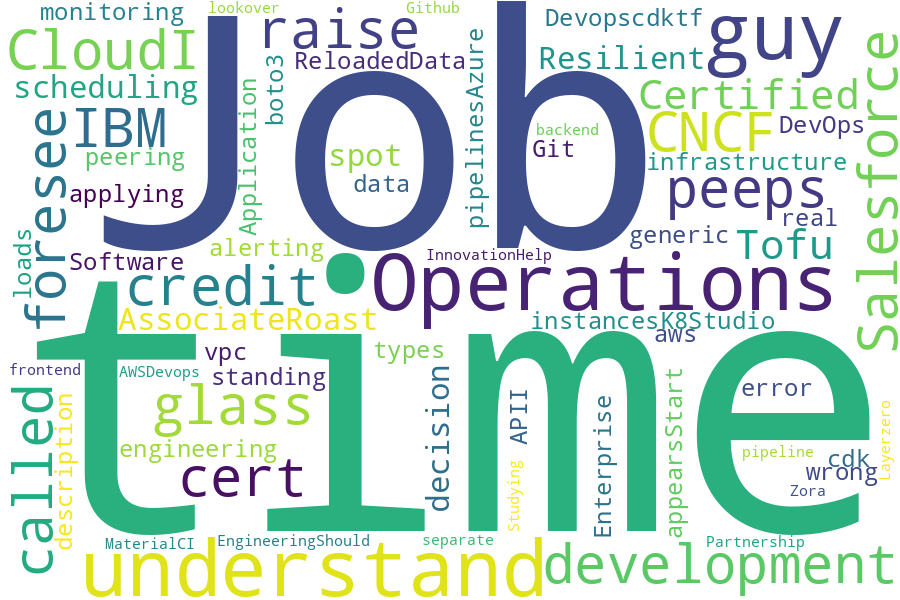 lookover
Github
monitoring
Job
raise
Devopscdktf
guy
CloudI
ReloadedData
Resilient
scheduling
boto3
pipelinesAzure
Certified
Salesforce
IBM
CNCF
DevOps
backend
Git
peering
spot
infrastructure
foresee
applying
Application
data
peeps
real
generic
Tofu
alerting
loads
Software
InnovationHelp
credit
Operations
time
AssociateRoast
instancesK8Studio
aws
vpc
types
frontend
AWSDevops
standing
error
called
description
glass
decision
APII
Enterprise
appearsStart
Layerzero
engineering
pipeline
cdk
cert
Studying
wrong
Zora
MaterialCI
EngineeringShould
separate
Partnership
understand
development